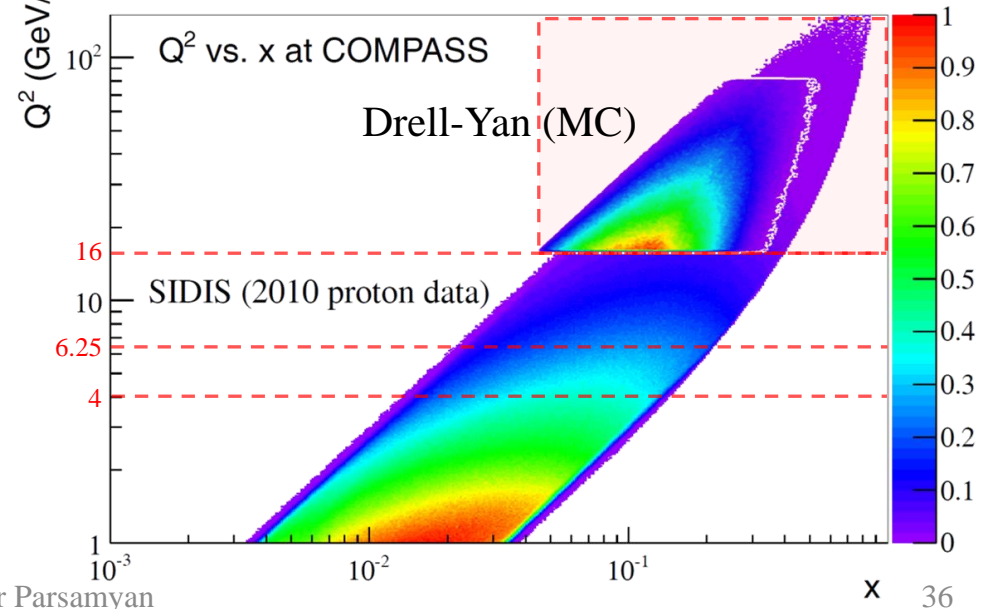 Q² (GeV/
Q² vs. x at COMPASS
Drell-Yan (MC)
SIDIS (2010 proton data)
10²
16
10
6.25
4
1
10⁻³ 10⁻² 10⁻¹
x
1
0.9
0.8
0.7
0.6
0.5
0.4
0.3
0.2
0.1
0
Parsamyan
36